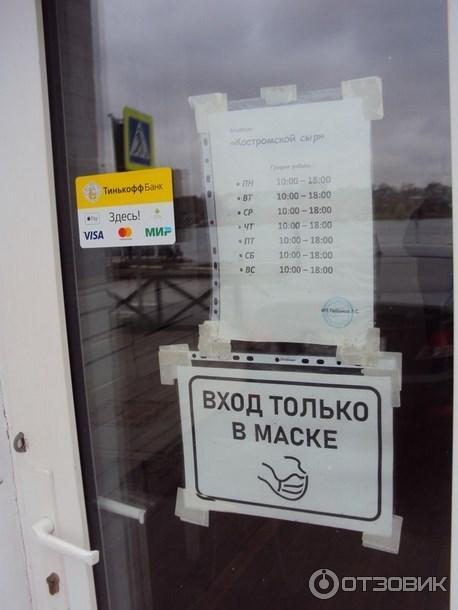 Магазин
«Костромской сыр»
График работы:
• ПН 10:00 – 18:00
• ВТ 10:00 – 18:00
• СР 10:00 – 18:00
• ЧТ 10:00 – 18:00
• ПТ 10:00 – 18:00
• СБ 10:00 – 18:00
• ВС 10:00 – 18:00
ИП
Тинькофф Банк
Pay
Здесь!
VISA
МИР
ВХОД ТОЛЬКО
В МАСКЕ
ОТЗОВИК